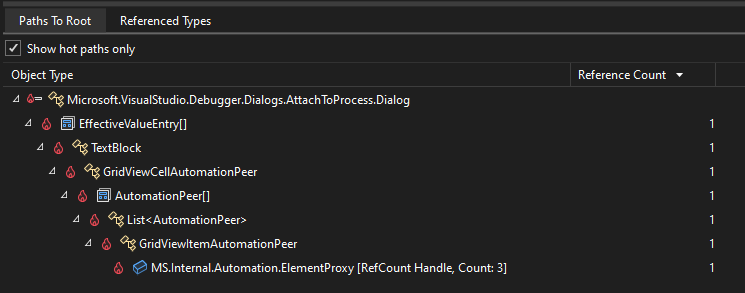 Paths To Root Referenced Types
Show hot paths only
Object Type Reference Count
Microsoft.VisualStudio.Debugger.Dialogs.AttachToProcess.Dialog
EffectiveValueEntry[] 1
TextBlock 1
GridViewCellAutomationPeer 1
AutomationPeer[] 1
List<AutomationPeer> 1
GridViewItemAutomationPeer 1
MS.Internal.Automation.ElementProxy [RefCount Handle, Count: 3] 1